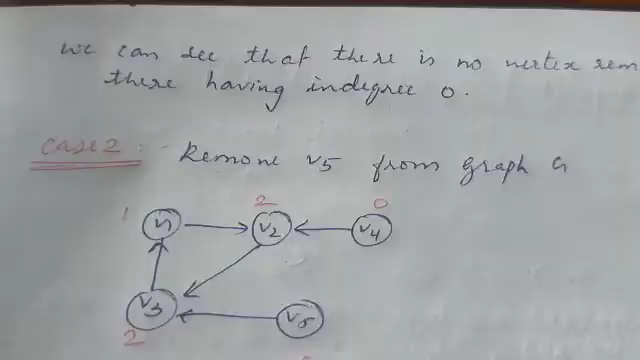 we can see that there is no vertex rem
there having indegree 0.
Case 2: Remove v5 from graph G
1
2
0
v1
v2
v4
v3
v5
2